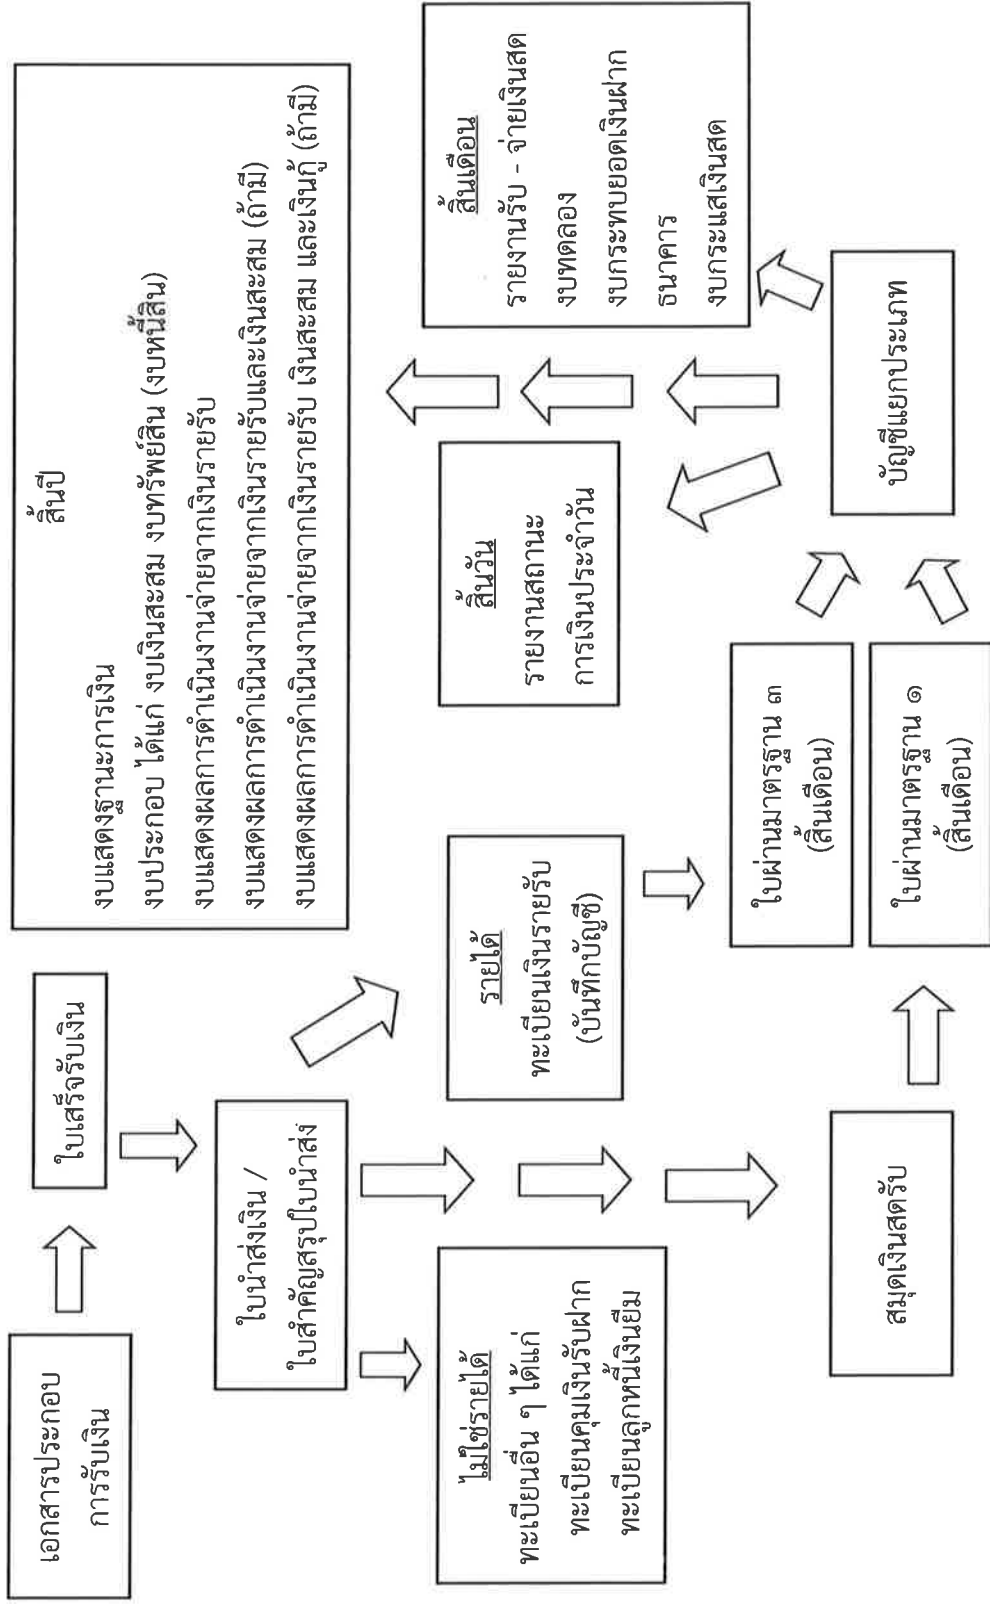 เอกสารประกอบ
การรับเงิน
ใบเสร็จรับเงิน
ใบนำส่งเงิน /
ใบสำคัญสรุปใบนำส่ง
ไม่ใช่รายได้
ทะเบียนอื่น ๆ ได้แก่
ทะเบียนคุมเงินรับฝาก
ทะเบียนลูกหนี้เงินยืม
รายได้
ทะเบียนเงินรายรับ
(บันทึกบัญชี)
สมุดเงินสดรับ
ใบผ่านมาตรฐาน ๓
(สิ้นเดือน)
ใบผ่านมาตรฐาน ๑
(สิ้นเดือน)
บัญชีแยกประเภท
สิ้นวัน
รายงานสถานะ
การเงินประจำวัน
สิ้นเดือน
รายงานรับ - จ่ายเงินสด
งบทดลอง
งบกระทบยอดเงินฝาก
ธนาคาร
งบกระแสเงินสด
สิ้นปี
งบแสดงฐานะการเงิน
งบประกอบ ได้แก่ งบเงินสะสม งบทรัพย์สิน (งบหนี้สิน)
งบแสดงผลการดำเนินงานจ่ายจากเงินรายรับ
งบแสดงผลการดำเนินงานจ่ายจากเงินรายรับและเงินสะสม (ถ้ามี)
งบแสดงผลการดำเนินงานจ่ายจากเงินรายรับ เงินสะสม และเงินกู้ (ถ้ามี)